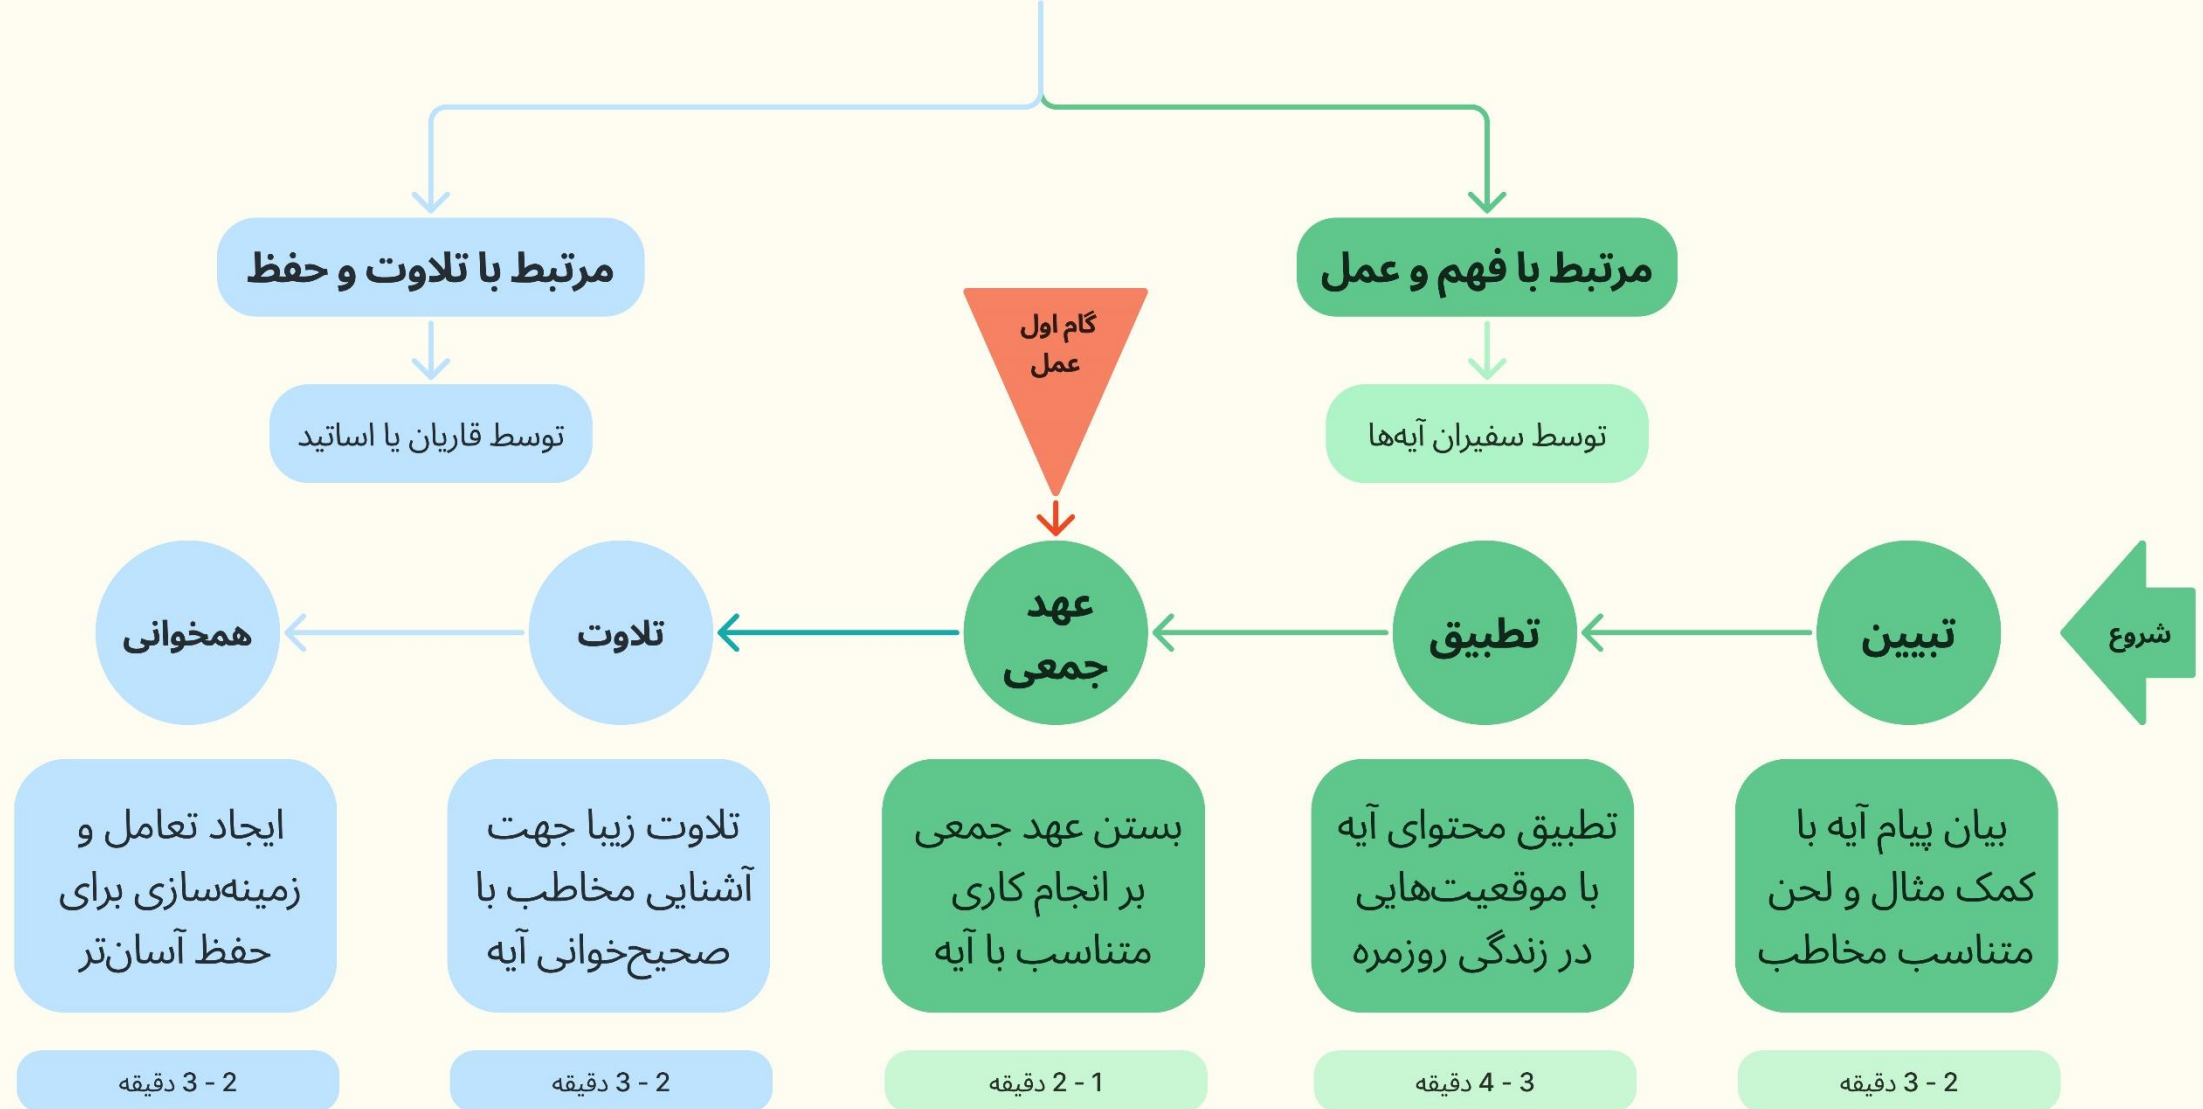 مرتبط با فهم و عمل
مرتبط با تلاوت و حفظ
گام اول
عمل
توسط سفیران آیه‌ها
توسط قاریان یا اساتید
شروع
تبیین
تطبیق
عهد
جمعی
تلاوت
همخوانی
بیان پیام آیه با
کمک مثال و لحن
متناسب مخاطب
تطبیق محتوای آیه
با موقعیت‌هایی
در زندگی روزمره
بستن عهد جمعی
بر انجام کاری
متناسب با آیه
تلاوت زیبا جهت
آشنایی مخاطب با
صحیح‌خوانی آیه
ایجاد تعامل و
زمینه‌سازی برای
حفظ آسان‌تر
2 - 3 دقیقه
3 - 4 دقیقه
1 - 2 دقیقه
2 - 3 دقیقه
2 - 3 دقیقه